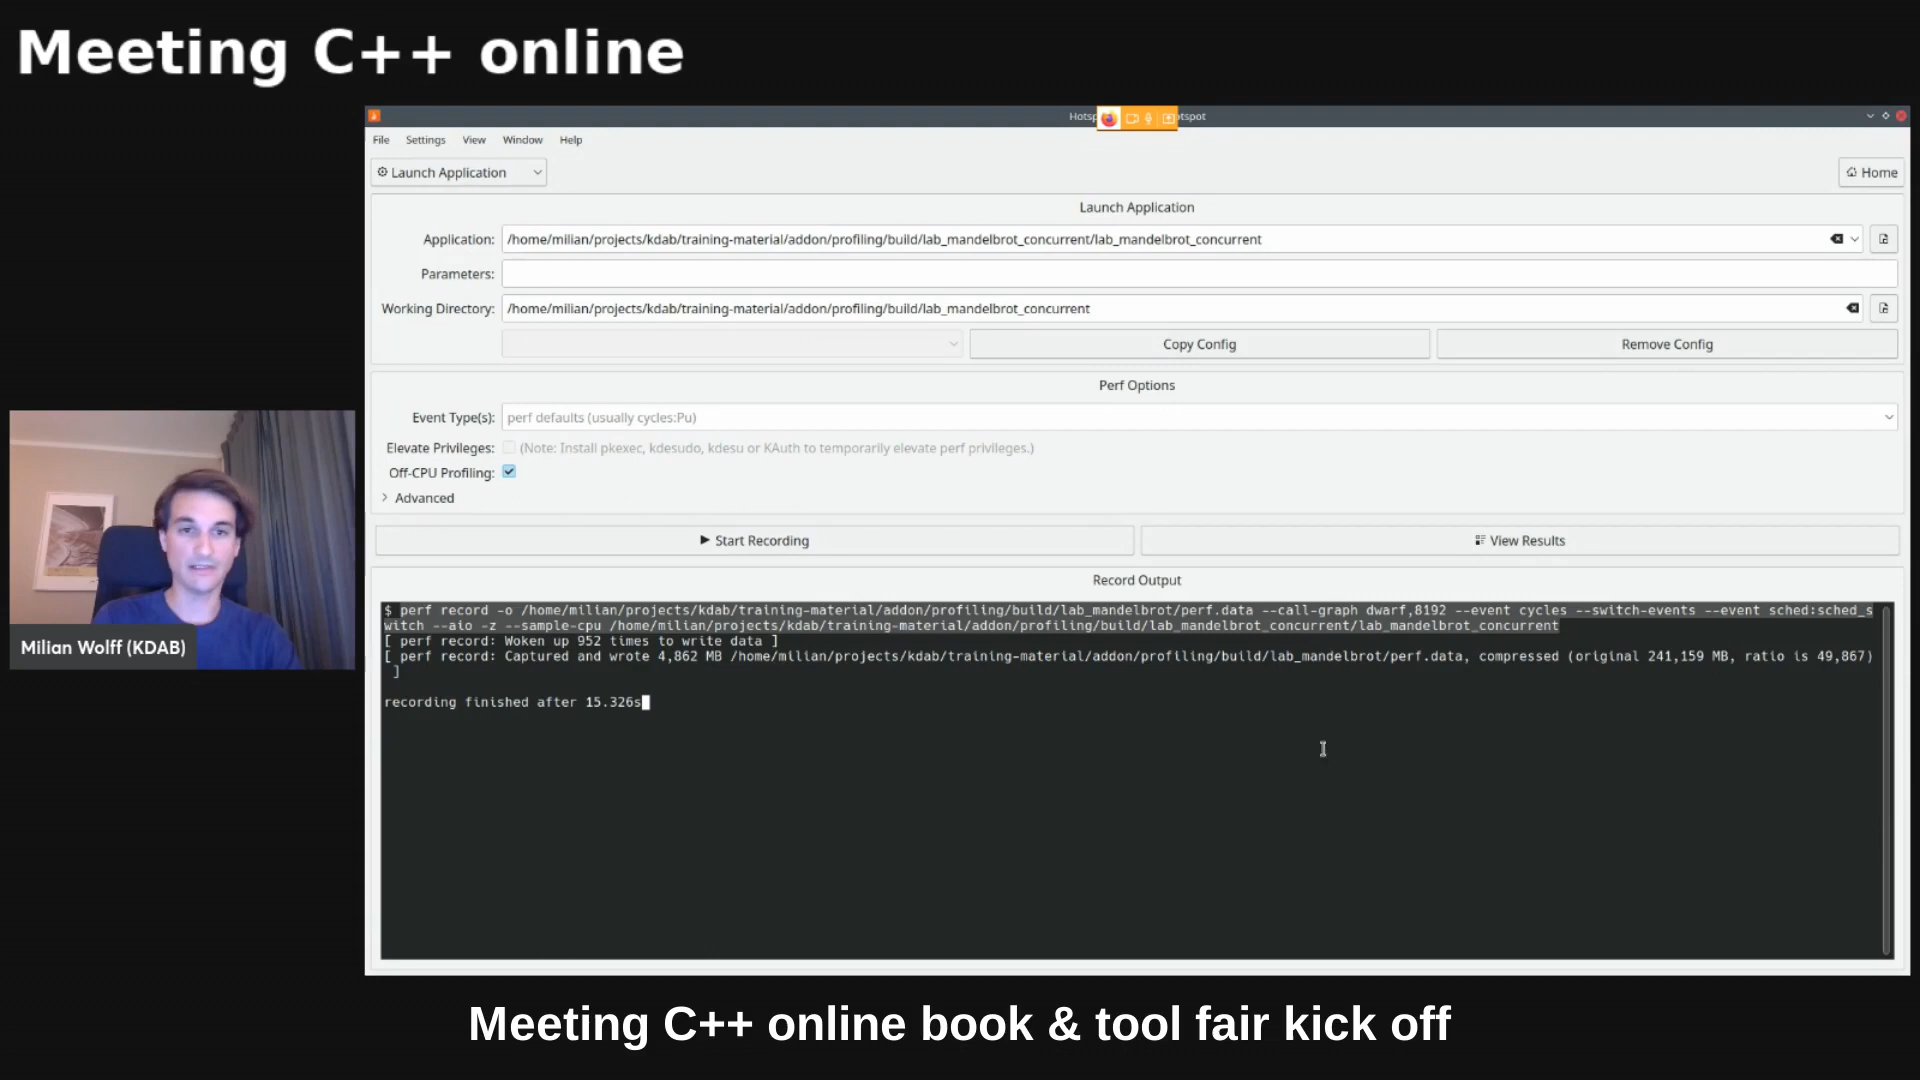 Meeting C++ online
Hotsp
otspot
File Settings View Window Help
Launch Application
Home
Launch Application
Application: /home/milian/projects/kdab/training-material/addon/profiling/build/lab_mandelbrot_concurrent/lab_mandelbrot_concurrent
Parameters:
Working Directory: /home/milian/projects/kdab/training-material/addon/profiling/build/lab_mandelbrot_concurrent
Copy Config
Remove Config
Perf Options
Event Type(s): perf defaults (usually cycles:Pu)
Elevate Privileges: (Note: Install pkexec, kdesudo, kdesu or KAuth to temporarily elevate perf privileges.)
Off-CPU Profiling:
Advanced
Start Recording
View Results
Record Output
$ perf record -o /home/milian/projects/kdab/training-material/addon/profiling/build/lab_mandelbrot/perf.data --call-graph dwarf,8192 --event cycles --switch-events --event sched:sched_s
witch --aio -z --sample-cpu /home/milian/projects/kdab/training-material/addon/profiling/build/lab_mandelbrot_concurrent/lab_mandelbrot_concurrent
[ perf record: Woken up 952 times to write data ]
[ perf record: Captured and wrote 4,862 MB /home/milian/projects/kdab/training-material/addon/profiling/build/lab_mandelbrot/perf.data, compressed (original 241,159 MB, ratio is 49,867)
]
recording finished after 15.326s
Milian Wolff (KDAB)
Meeting C++ online book & tool fair kick off